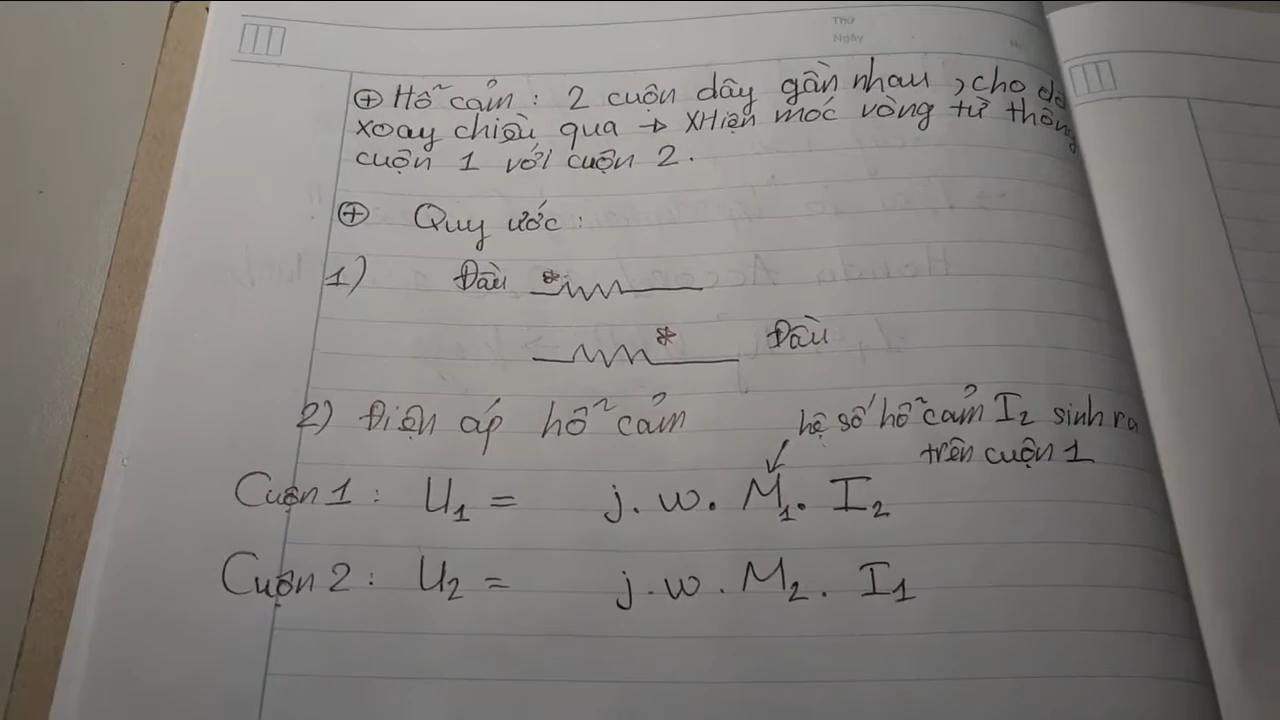 Thứ
Ngày
⊕ Hỗ cảm : 2 cuộn dây gần nhau , cho
xoay chiều qua → XHiện móc vòng từ thông
cuộn 1 với cuộn 2.
⊕ Quy ước :
1) Đầu *
* Đầu
2) Điện áp hỗ cảm
hệ số hỗ cảm I₂ sinh ra
trên cuộn 1
Cuộn 1 : U₁ = j. w. M₁. I₂
Cuộn 2 : U₂ = j. w. M₂. I₁